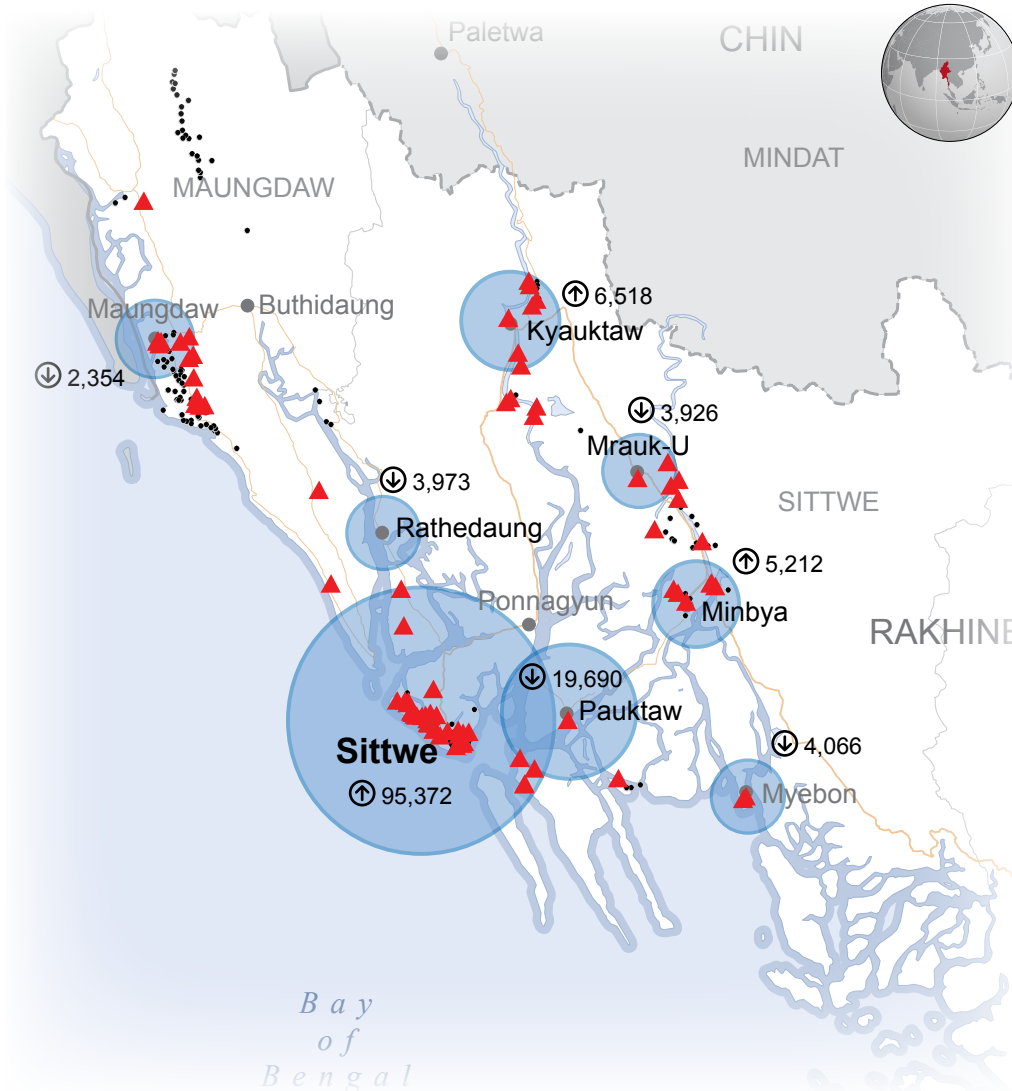 Paletwa
CHIN
MINDAT
MAUNGDAW
Maungdaw
Buthidaung
6,518
Kyauktaw
2,354
3,926
Mrauk-U
3,973
SITTWE
Rathedaung
5,212
Ponnagyun
Minbya
RAKHINE
19,690
Pauktaw
Sittwe
4,066
95,372
Myebon
Bay
of
Bengal